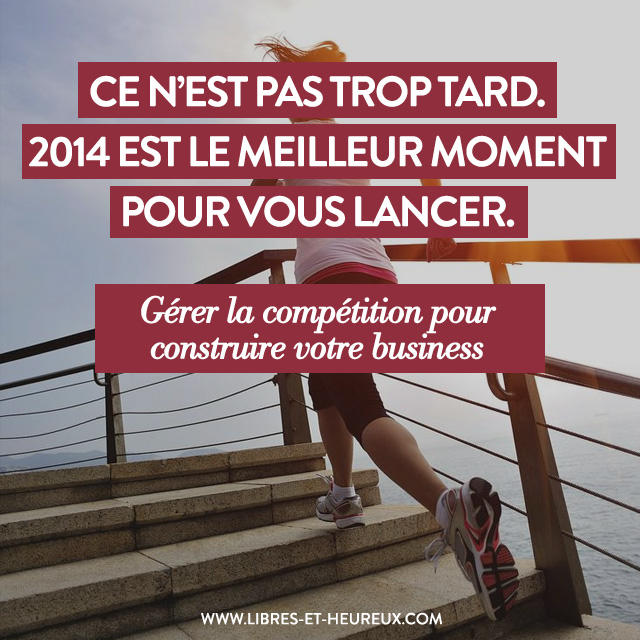 CE N’EST PAS TROP TARD.
2014 EST LE MEILLEUR MOMENT
POUR VOUS LANCER.
Gérer la compétition pour
construire votre business
WWW.LIBRES-ET-HEUREUX.COM